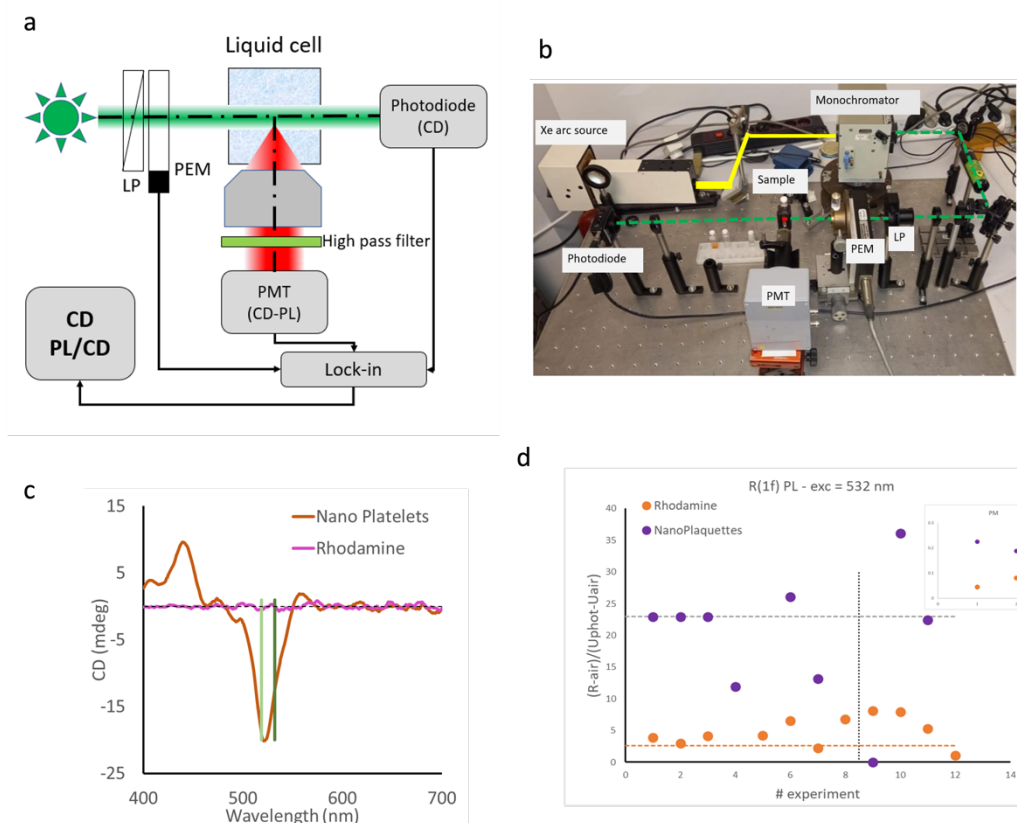 a
Liquid cell
Photodiode
(CD)
LP
PEM
High pass filter
PMT
(CD-PL)
CD
PL/CD
Lock-in
b
Monochromator
Xe arc source
Sample
LP
PEM
Photodiode
PMT
c
15
5
-5
-15
-25
CD (mdeg)
Nano Platelets
Rhodamine
400
500
600
700
Wavelength (nm)
d
R(1f) PL - exc = 532 nm
Rhodamine
NanoPlaquettes
40
35
30
25
20
15
10
5
0
(R-air)/(Uphot-Uair)
0
2
4
6
8
10
12
14
# experiment
PM